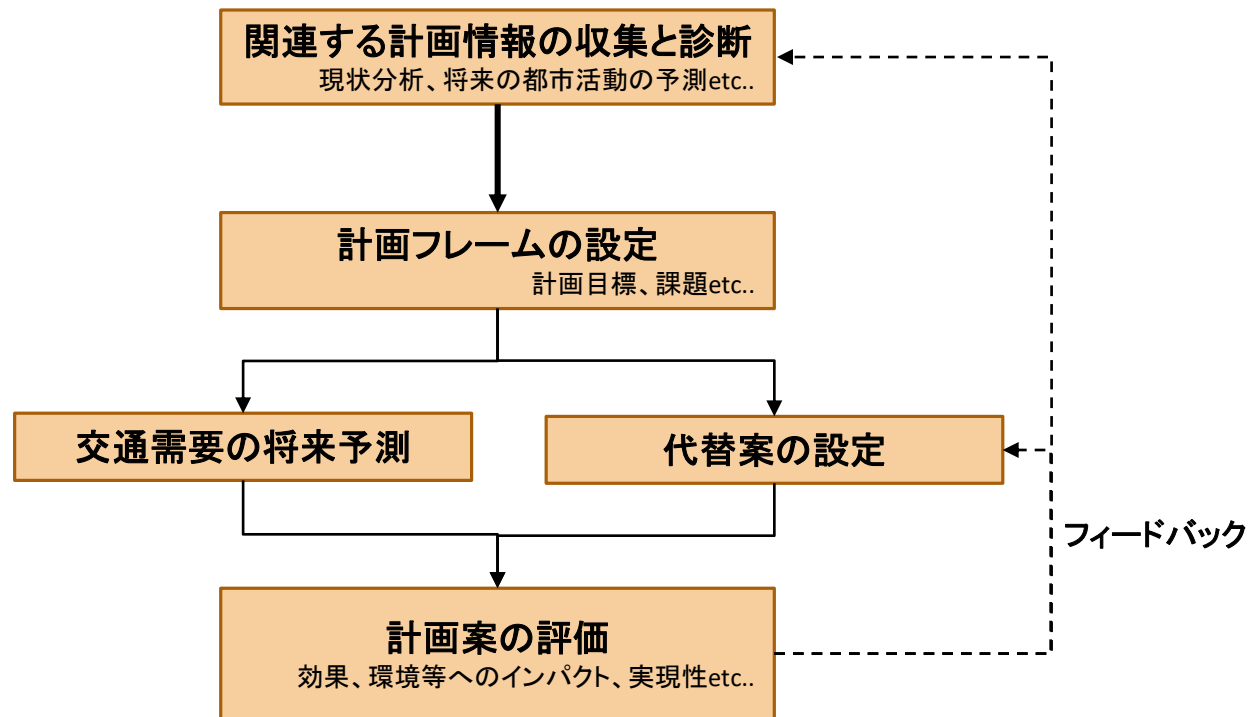 関連する計画情報の収集と診断
現状分析、将来の都市活動の予測etc..
計画フレームの設定
計画目標、課題etc..
交通需要の将来予測
代替案の設定
フィードバック
計画案の評価
効果、環境等へのインパクト、実現性etc..